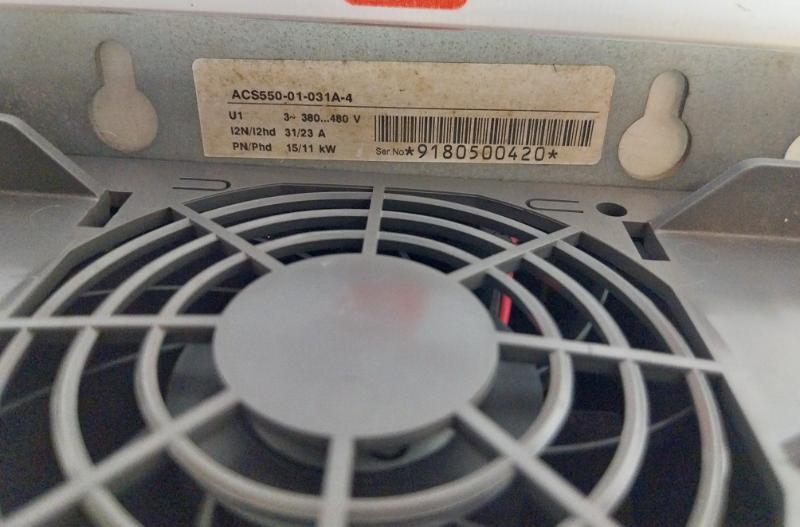 ACS550-01-031A-4
U1 3~ 380...480 V
I2N/I2hd 31/23 A
PN/Phd 15/11 kW
Ser.No *9180500420*